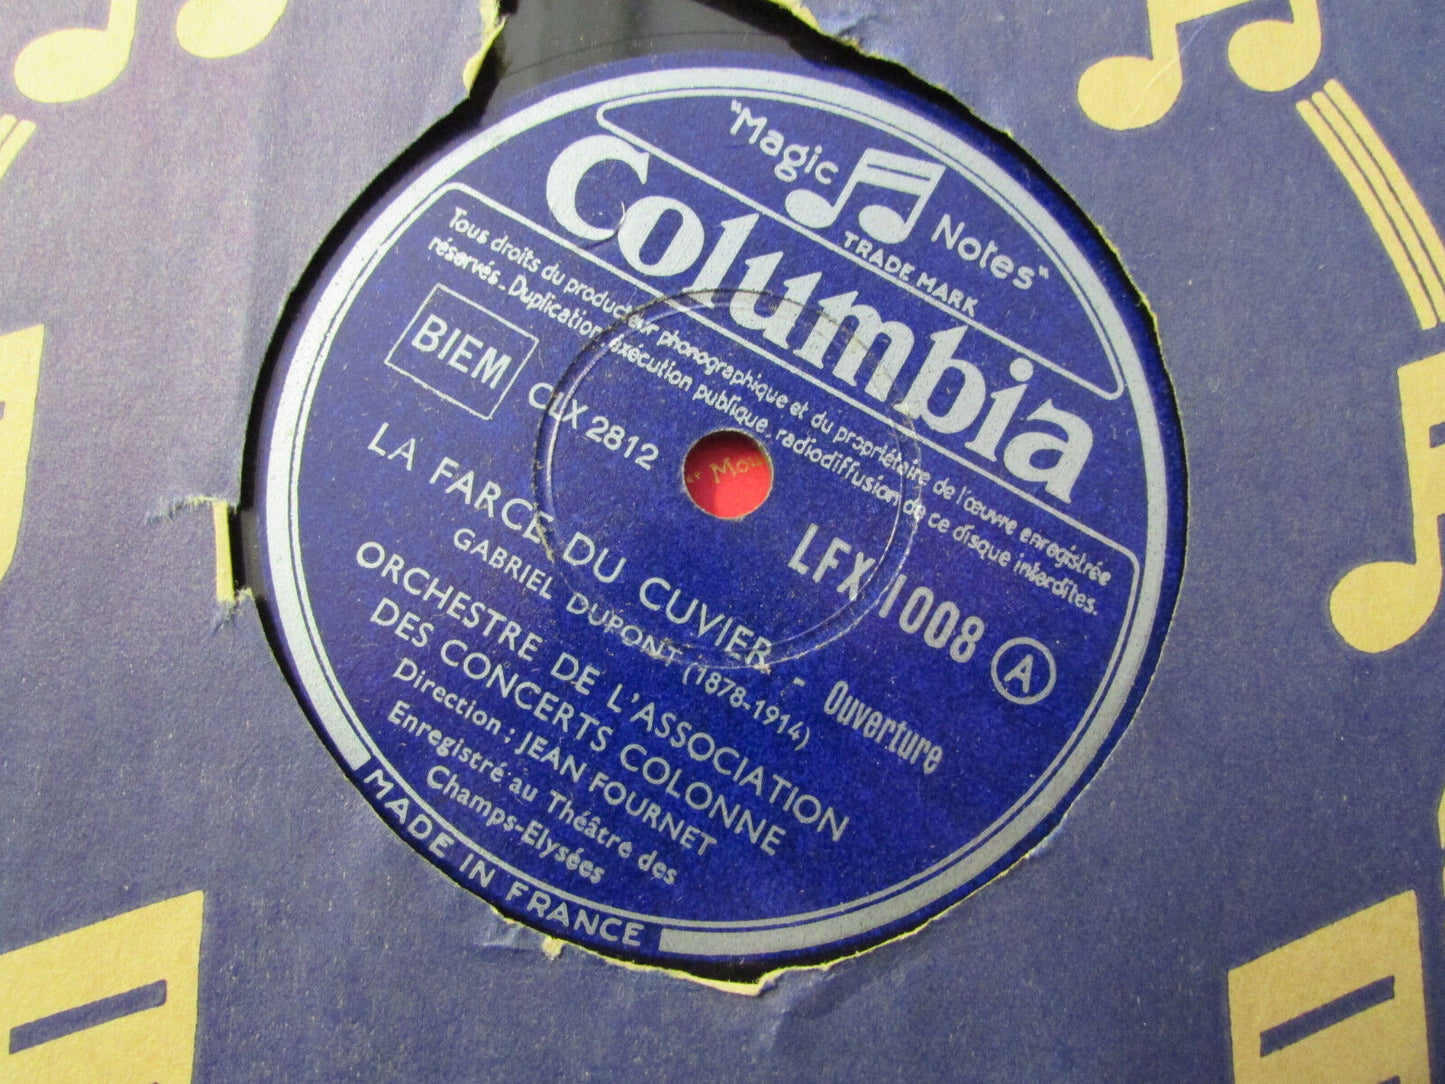 "Magic Notes"
TRADE MARK
Columbia
Tous droits du producteur phonographique et du propriétaire de l'œuvre enregistrée
réservés. Duplication, exécution publique, radiodiffusion de ce disque interdites.
BIEM
CLX 2812
LFX 1008 A
LA FARCE DU CUVIER - Ouverture
GABRIEL DUPONT (1878-1914)
ORCHESTRE DE L'ASSOCIATION
DES CONCERTS COLONNE
Direction : JEAN FOURNET
Enregistré au Théâtre des
Champs-Elysées
MADE IN FRANCE